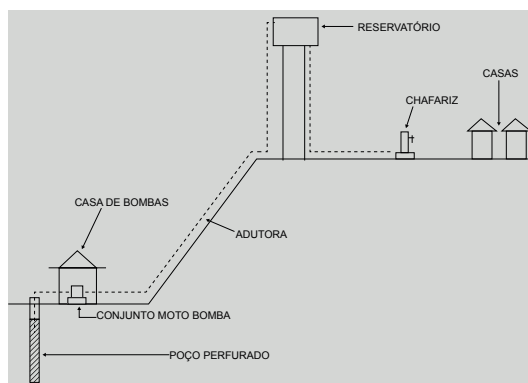 RESERVATÓRIO
CASAS
CHAFARIZ
CASA DE BOMBAS
ADUTORA
CONJUNTO MOTO BOMBA
POÇO PERFURADO